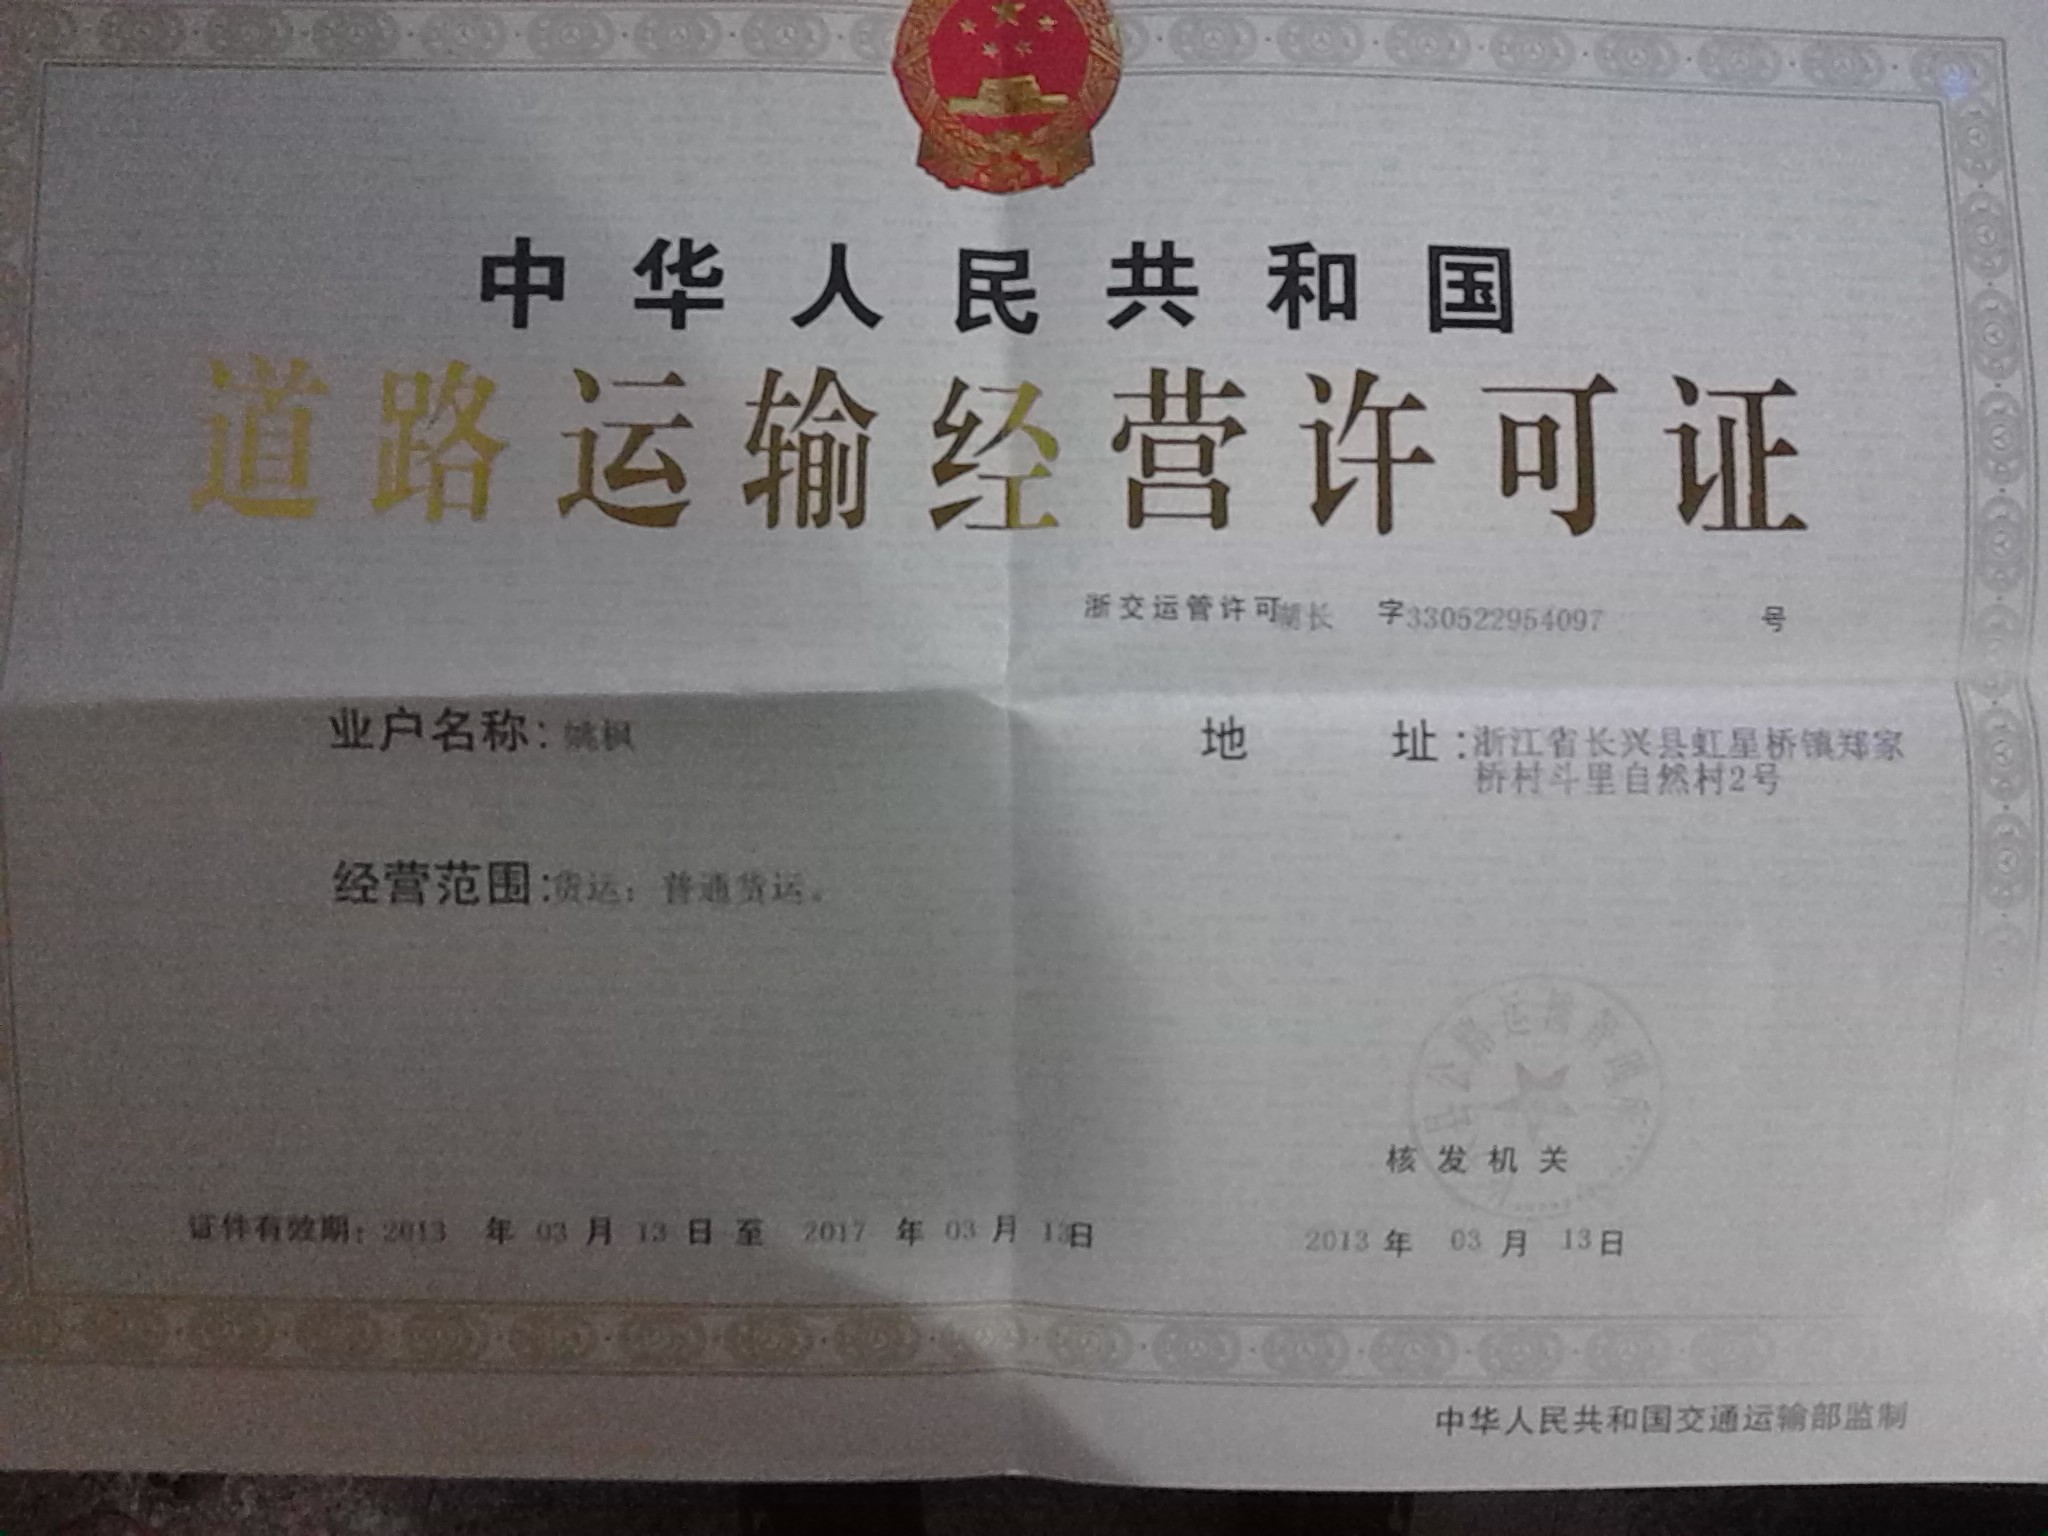 中华人民共和国
道路运输经营许可证
浙交运管许可湖长 字330522954097 号
业户名称：姚枫
地 址：浙江省长兴县虹星桥镇郑家
桥村斗里自然村2号
经营范围：货运：普通货运。
公路运输管理
核发机关
证件有效期：2013 年 03 月 13 日 至 2017 年 03 月 13日
2013 年 03 月 13日
中华人民共和国交通运输部监制